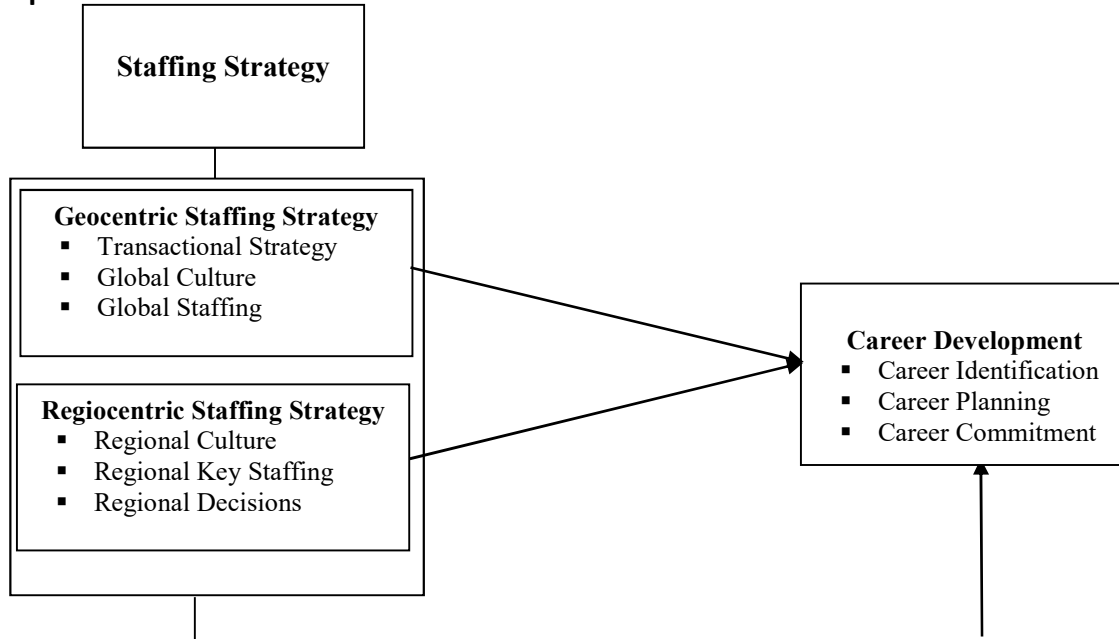 Staffing Strategy
Geocentric Staffing Strategy
▪ Transactional Strategy
▪ Global Culture
▪ Global Staffing
Regiocentric Staffing Strategy
▪ Regional Culture
▪ Regional Key Staffing
▪ Regional Decisions
Career Development
▪ Career Identification
▪ Career Planning
▪ Career Commitment